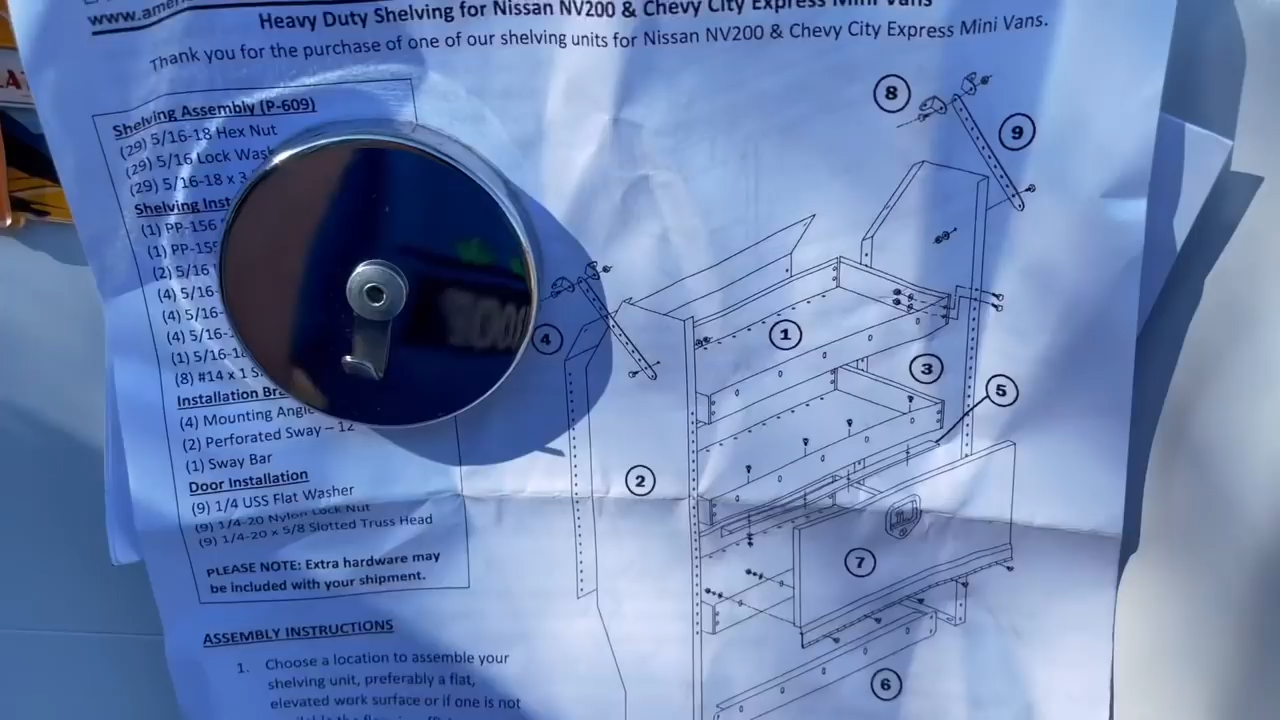 www.ame
Heavy Duty Shelving for Nissan NV200 & Chevy City Express Mini Vans
Thank you for the purchase of one of our shelving units for Nissan NV200 & Chevy City Express Mini Vans.
Shelving Assembly (P-609)
(29) 5/16-18 Hex Nut
(29) 5/16 Lock Was
(29) 5/16-18 x 3
Shelving Inst
(1) PP-156
(1) PP-155
(2) 5/16
(4) 5/16-
(4) 5/16-
(4) 5/16-
(1) 5/16-18
(8) #14 x 1 S
Installation Bra
(4) Mounting Angle
(2) Perforated Sway – 12
(1) Sway Bar
Door Installation
(9) 1/4 USS Flat Washer
(9) 1/4-20 Nylon Lock Nut
(9) 1/4-20 x 5/8 Slotted Truss Head
PLEASE NOTE: Extra hardware may
be included with your shipment.
8
9
1
4
3
5
2
7
6
ASSEMBLY INSTRUCTIONS
1. Choose a location to assemble your
shelving unit, preferably a flat,
elevated work surface or if one is not